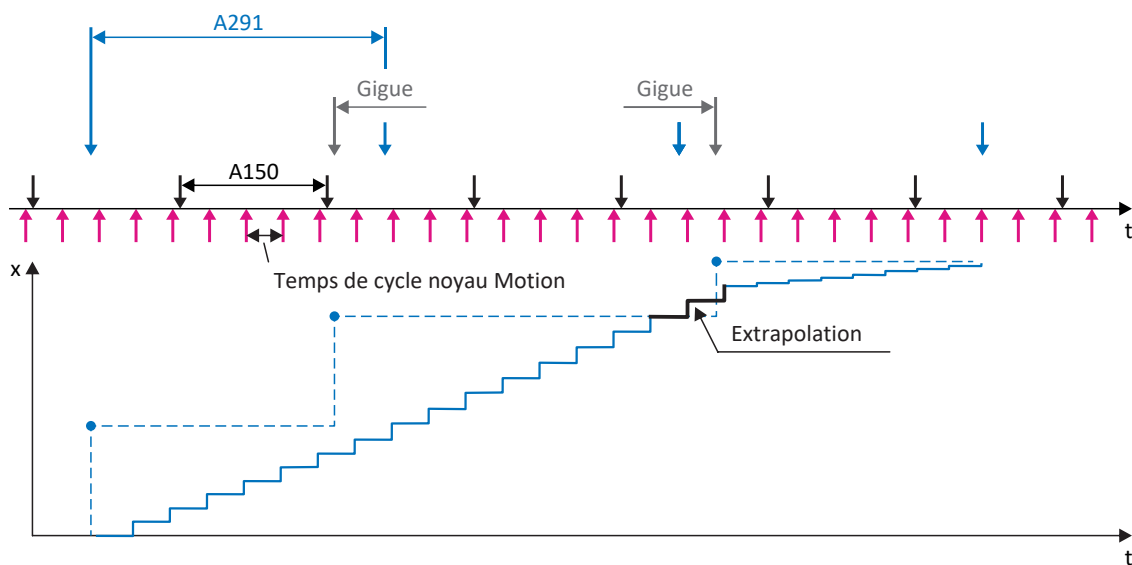 A291
Gigue
Gigue
A150
t
x
Temps de cycle noyau Motion
Extrapolation
t